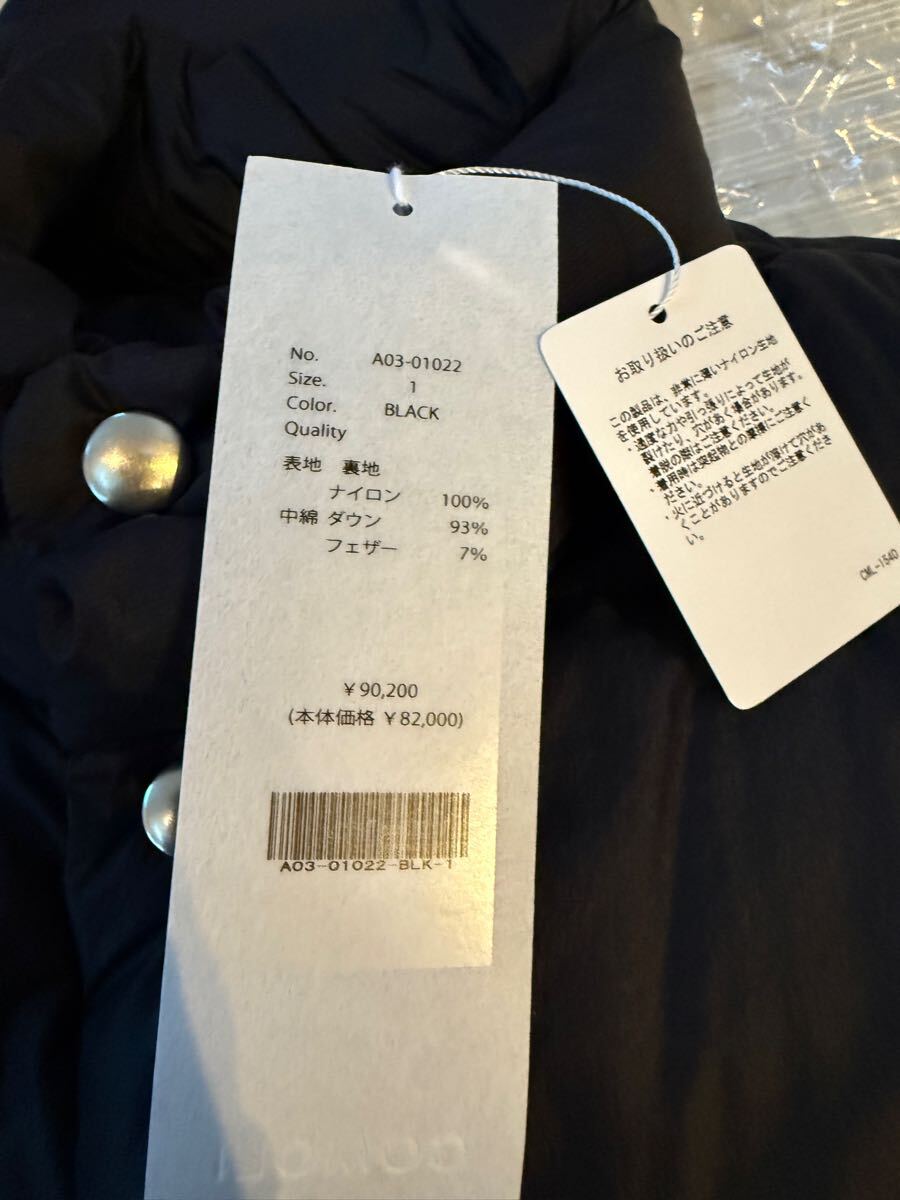 No. A03-01022
Size. 1
Color. BLACK
Quality
表地 裏地
ナイロン 100%
中綿 ダウン 93%
フェザー 7%
¥90,200
(本体価格 ¥82,000)
A03-01022-BLK-1
お取り扱いのご注意
この製品は、非常に薄いナイロン生地
を使用しています。
・過度な力や引っ張りによって生地が
裂けたり、穴があく場合があります。
着脱の際はご注意ください。
・着用時は突起物との摩擦にご注意く
ださい。
・火に近づけると生地が溶けて穴があ
くことがありますのでご注意くださ
い。
CML-1540